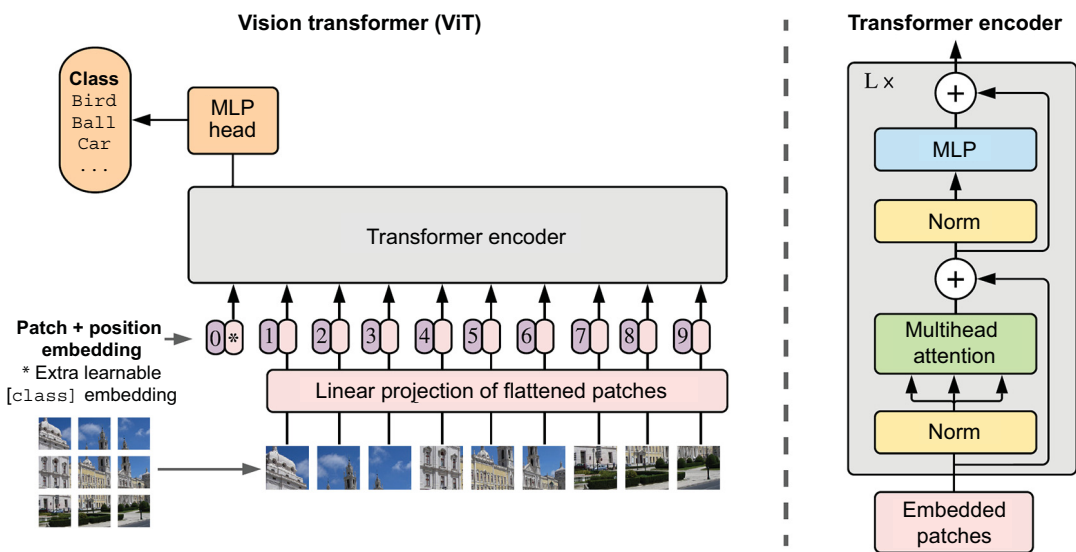 Vision transformer (ViT)
Class
Bird
Ball
Car
...
MLP
head
Transformer encoder
Patch + position
embedding
* Extra learnable
[class] embedding
0 *
1
2
3
4
5
6
7
8
9
Linear projection of flattened patches
Transformer encoder
L ×
+
MLP
Norm
+
Multihead
attention
Norm
Embedded
patches